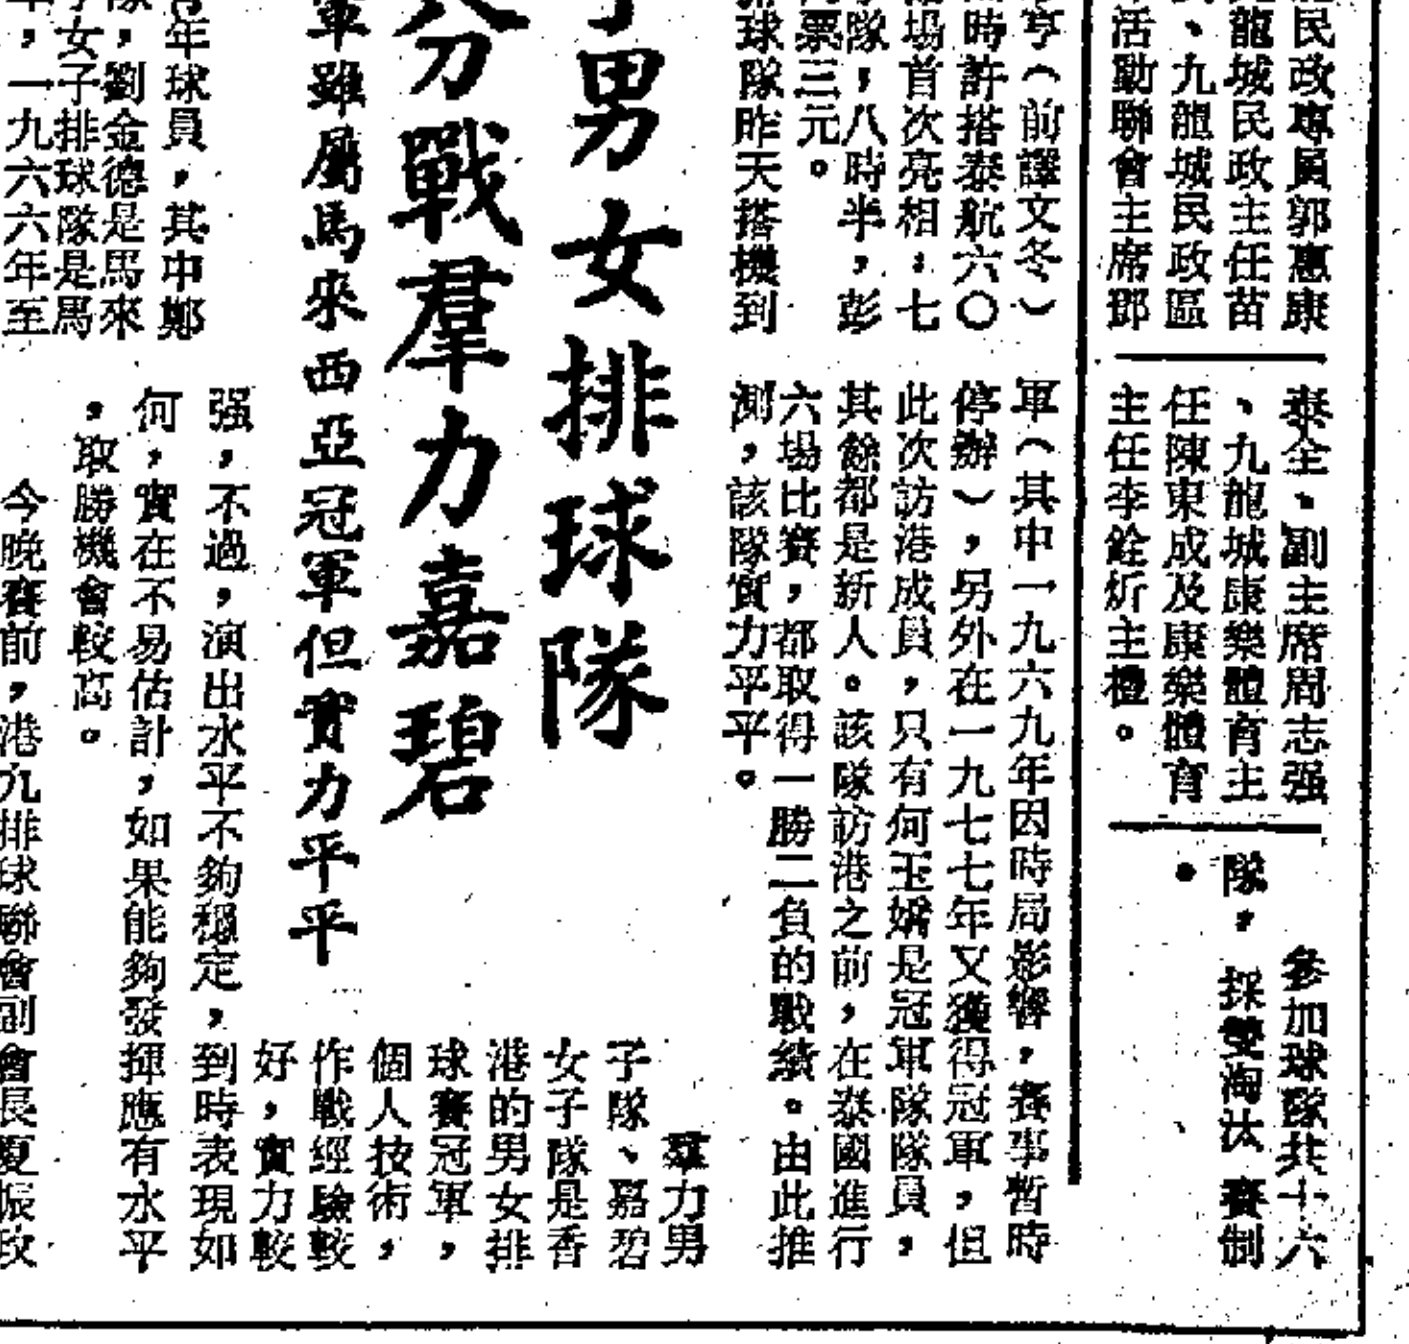 民政專員郭惠康
龍城民政主任苗
、九龍城民政區
活動聯會主席鄧
泰全、副主席周志强
、九龍城康樂體育主
任陳東成及康樂體育
主任李銓炘主禮。
參加球隊共十六
隊，採雙淘汰賽制
。
子男女排球隊
分戰羣力嘉碧
軍雖屬馬來西亞冠軍但實力平平
亨（前譯文冬）
時許搭泰航六〇
場首次亮相；七
隊，八時半，彭
票三元。
球隊昨天搭機到
軍（其中一九六九年因時局影響，賽事暫時
停辦），另外在一九七七年又獲得冠軍，但
此次訪港成員，只有何玉嬌是冠軍隊隊員，
其餘都是新人。該隊訪港之前，在泰國進行
六場比賽，都取得一勝二負的戰績。由此推
測，該隊實力平平。
羣力男
子隊、嘉碧
女子隊是香
港的男女排
球賽冠軍，
個人技術，
作戰經驗較
好，實力較
年球員，其中鄭
，劉金德是馬來
女子排球隊是馬
，一九六六年至
强，不過，演出水平不夠穩定，到時表現如
何，實在不易估計，如果能夠發揮應有水平
，取勝機會較高。
今晚賽前，港九排球聯會副會長夏振政